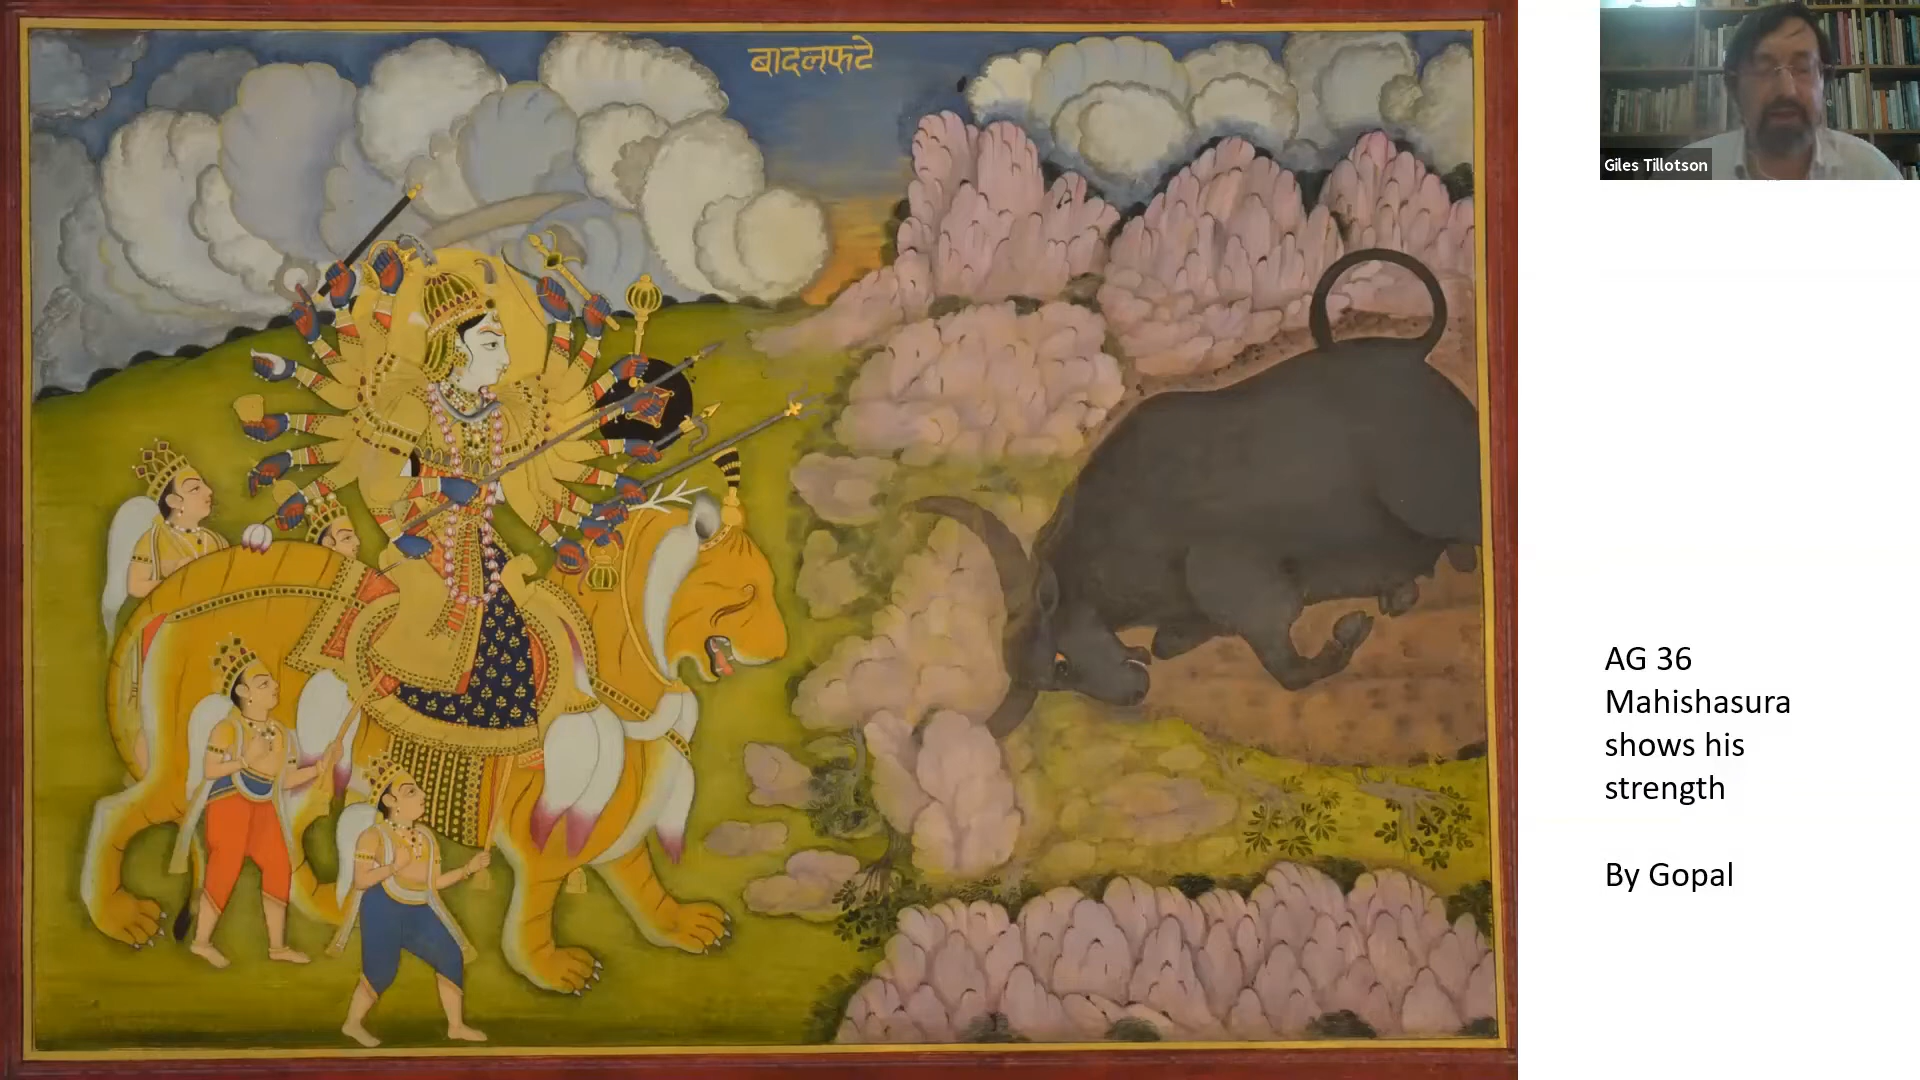 बादलफटे
Giles Tillotson
AG 36
Mahishasura
shows his
strength
By Gopal